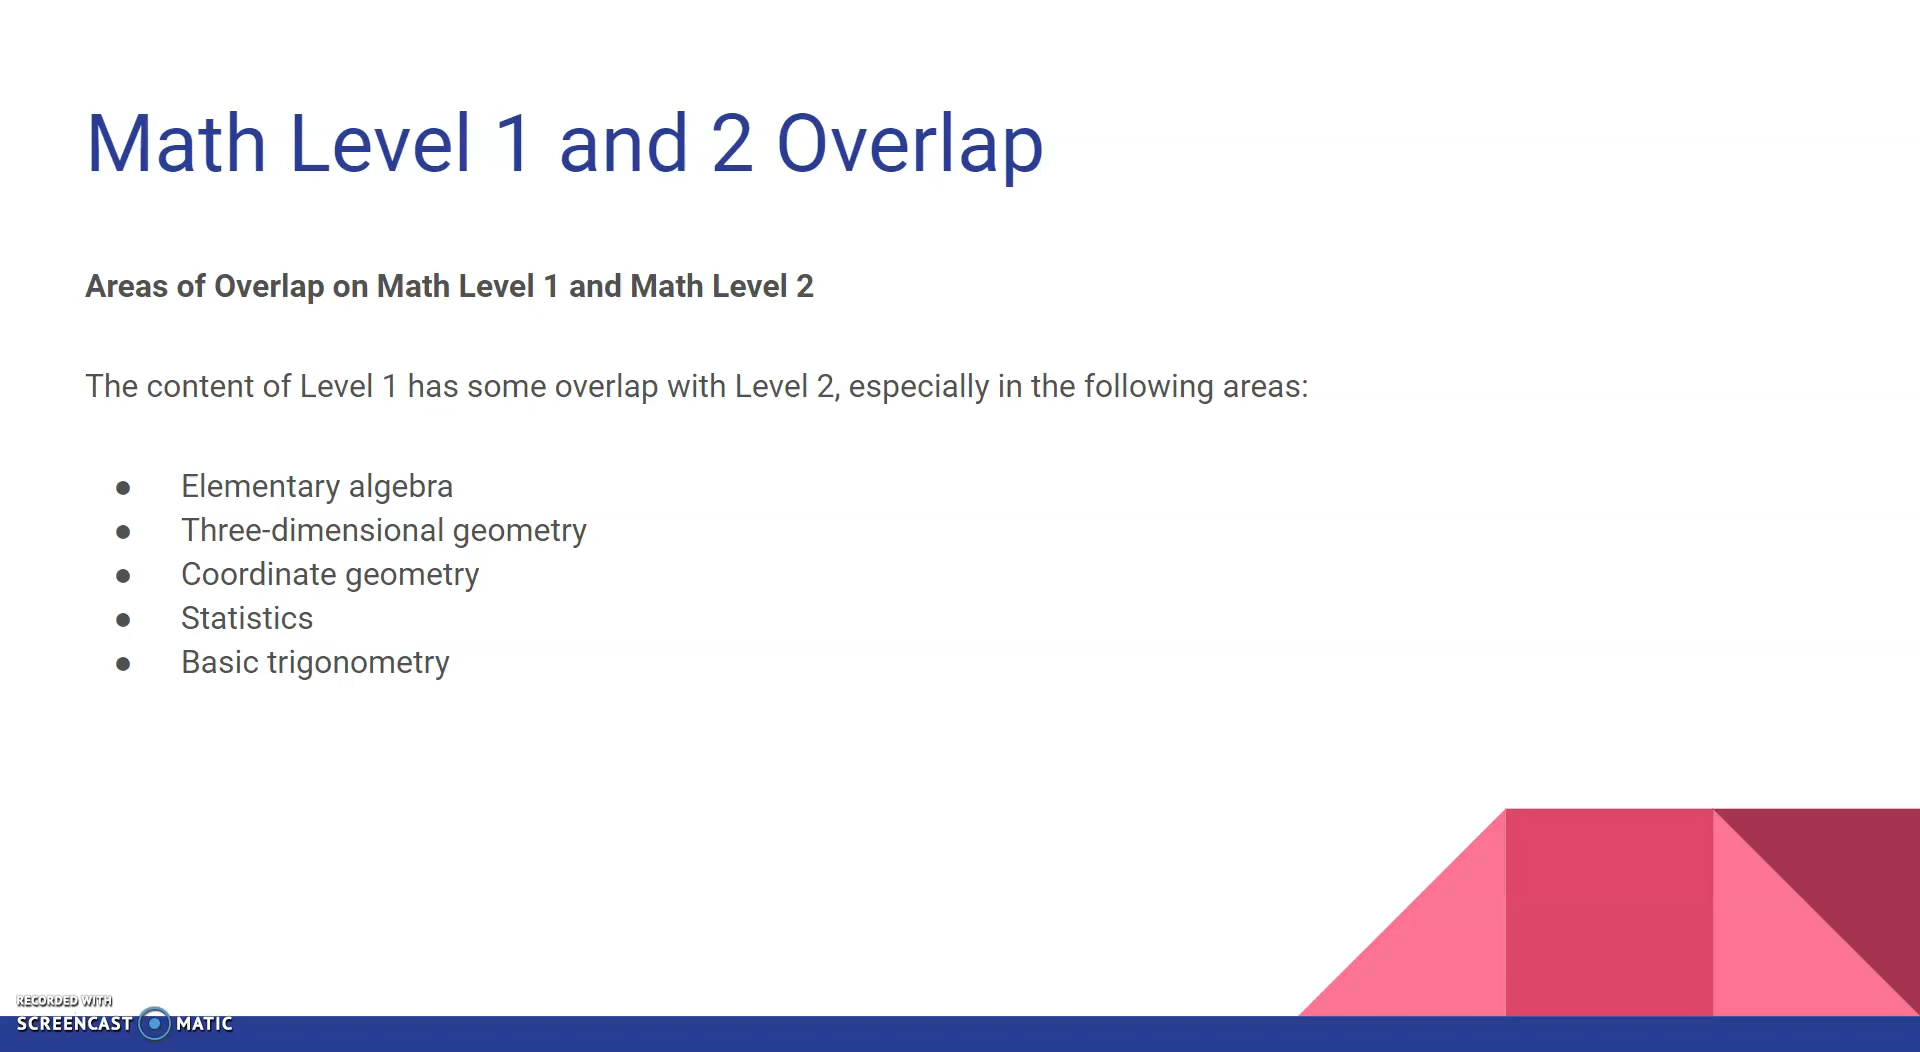 Math Level 1 and 2 Overlap
Areas of Overlap on Math Level 1 and Math Level 2
The content of Level 1 has some overlap with Level 2, especially in the following areas:
● Elementary algebra
● Three-dimensional geometry
● Coordinate geometry
● Statistics
● Basic trigonometry
RECORDED WITH
SCREENCAST MATIC